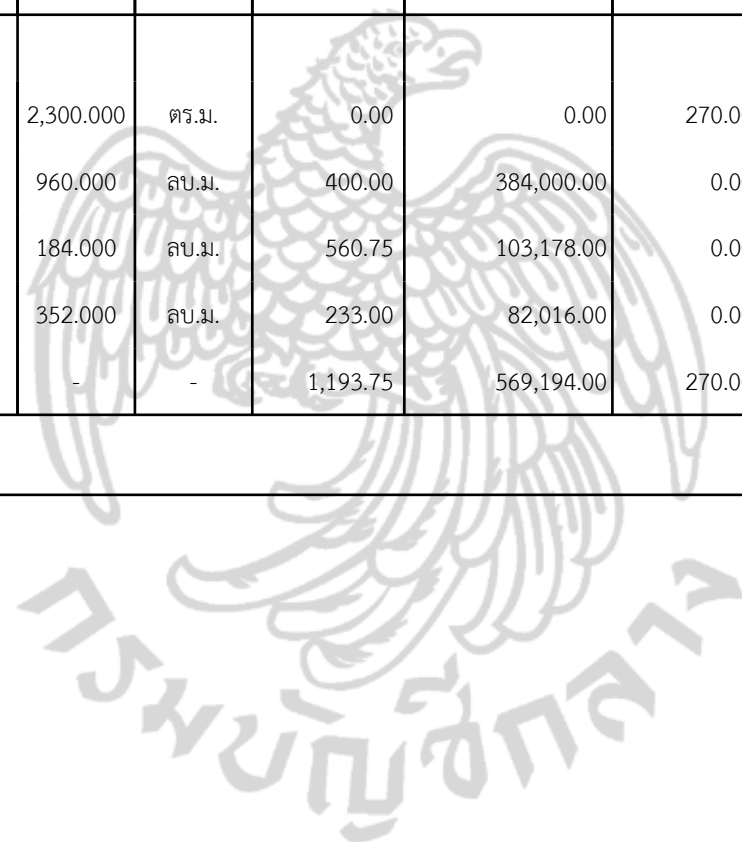 2,300.000 ตร.ม. 0.00 0.00 270.0
960.000 ลบ.ม. 400.00 384,000.00 0.0
184.000 ลบ.ม. 560.75 103,178.00 0.0
352.000 ลบ.ม. 233.00 82,016.00 0.0
- - 1,193.75 569,194.00 270.0
กรมบัญชีกลาง